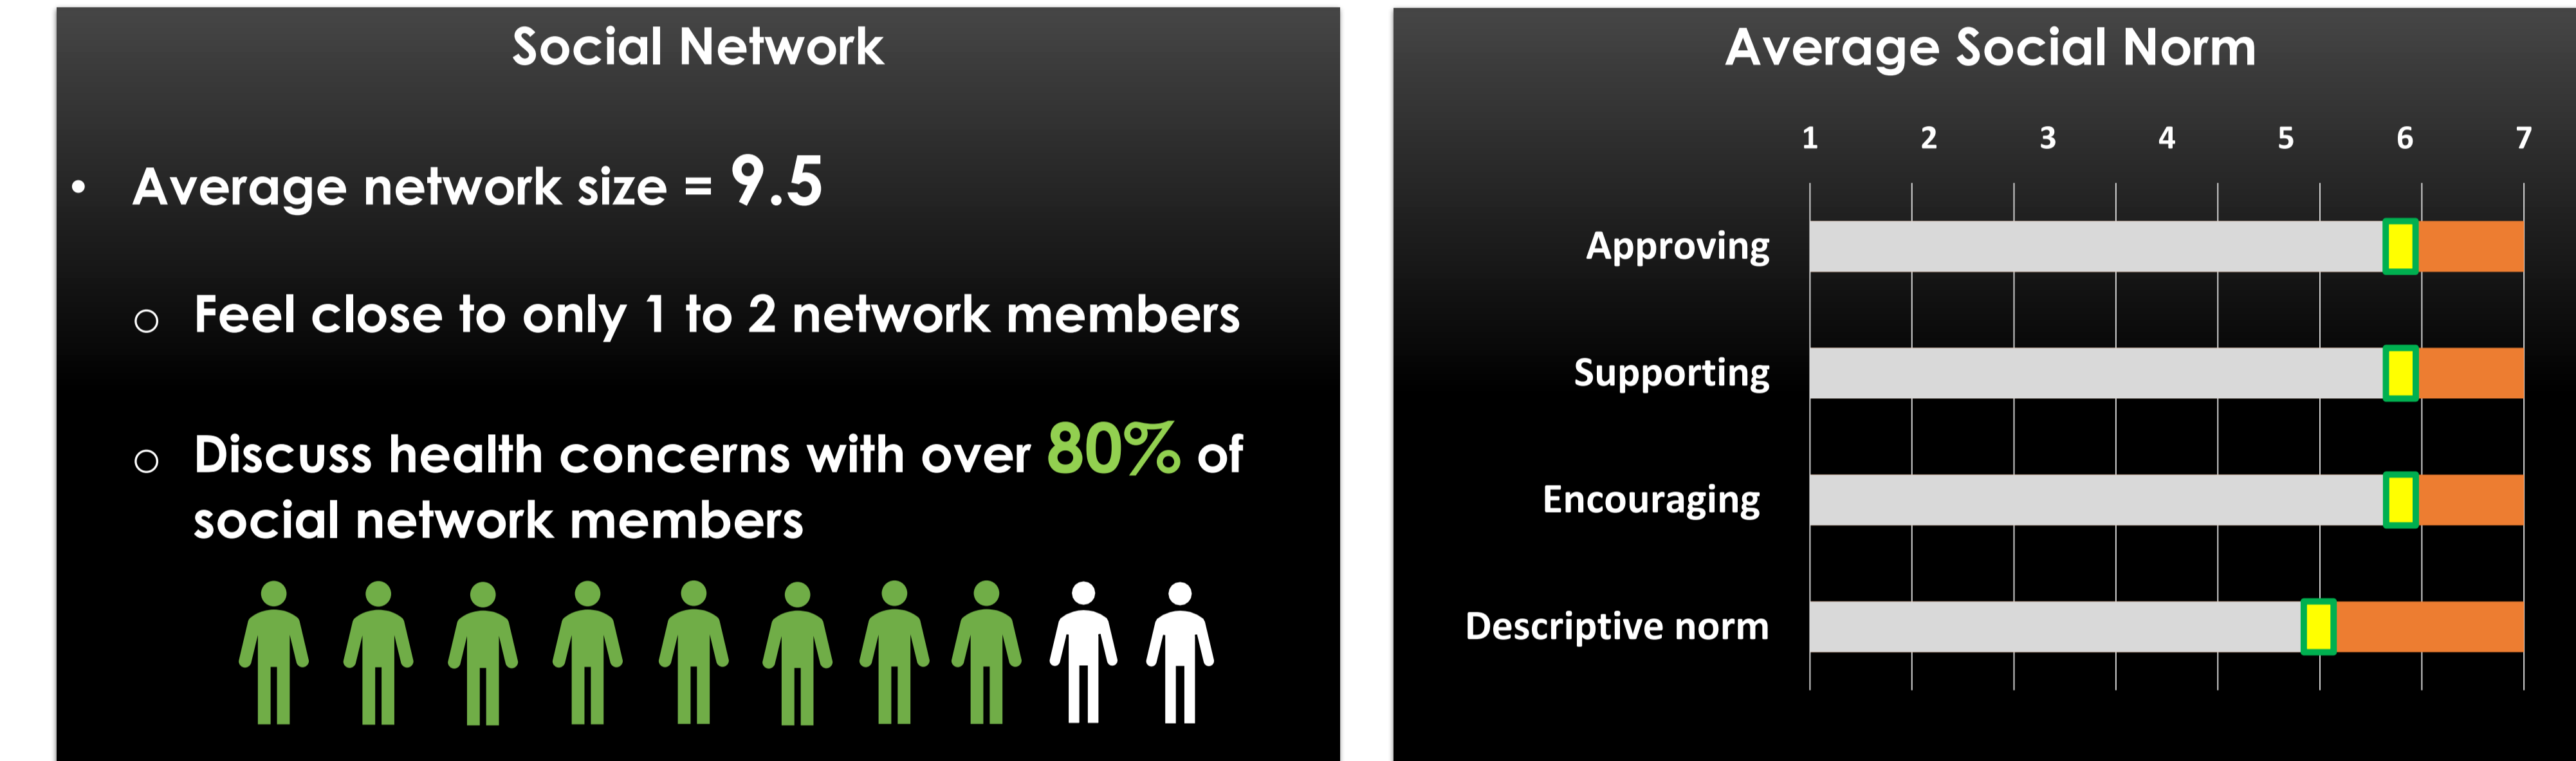 Social Network
• Average network size = 9.5
o Feel close to only 1 to 2 network members
o Discuss health concerns with over 80% of
social network members
Average Social Norm
1 2 3 4 5 6 7
Approving
Supporting
Encouraging
Descriptive norm